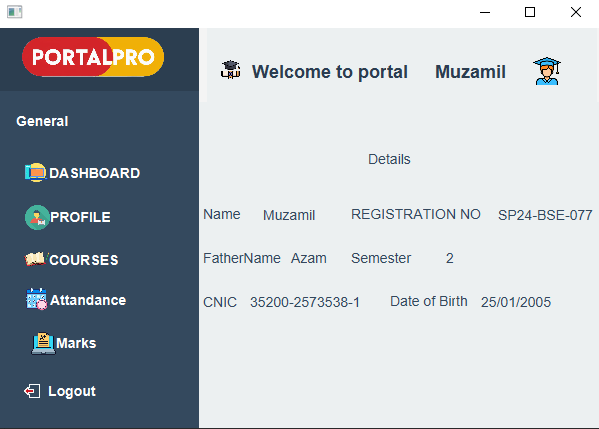 PORTALPRO
Welcome to portal Muzamil
General
DASHBOARD
PROFILE
COURSES
Attandance
Marks
Logout
Details
Name Muzamil REGISTRATION NO SP24-BSE-077
FatherName Azam Semester 2
CNIC 35200-2573538-1 Date of Birth 25/01/2005